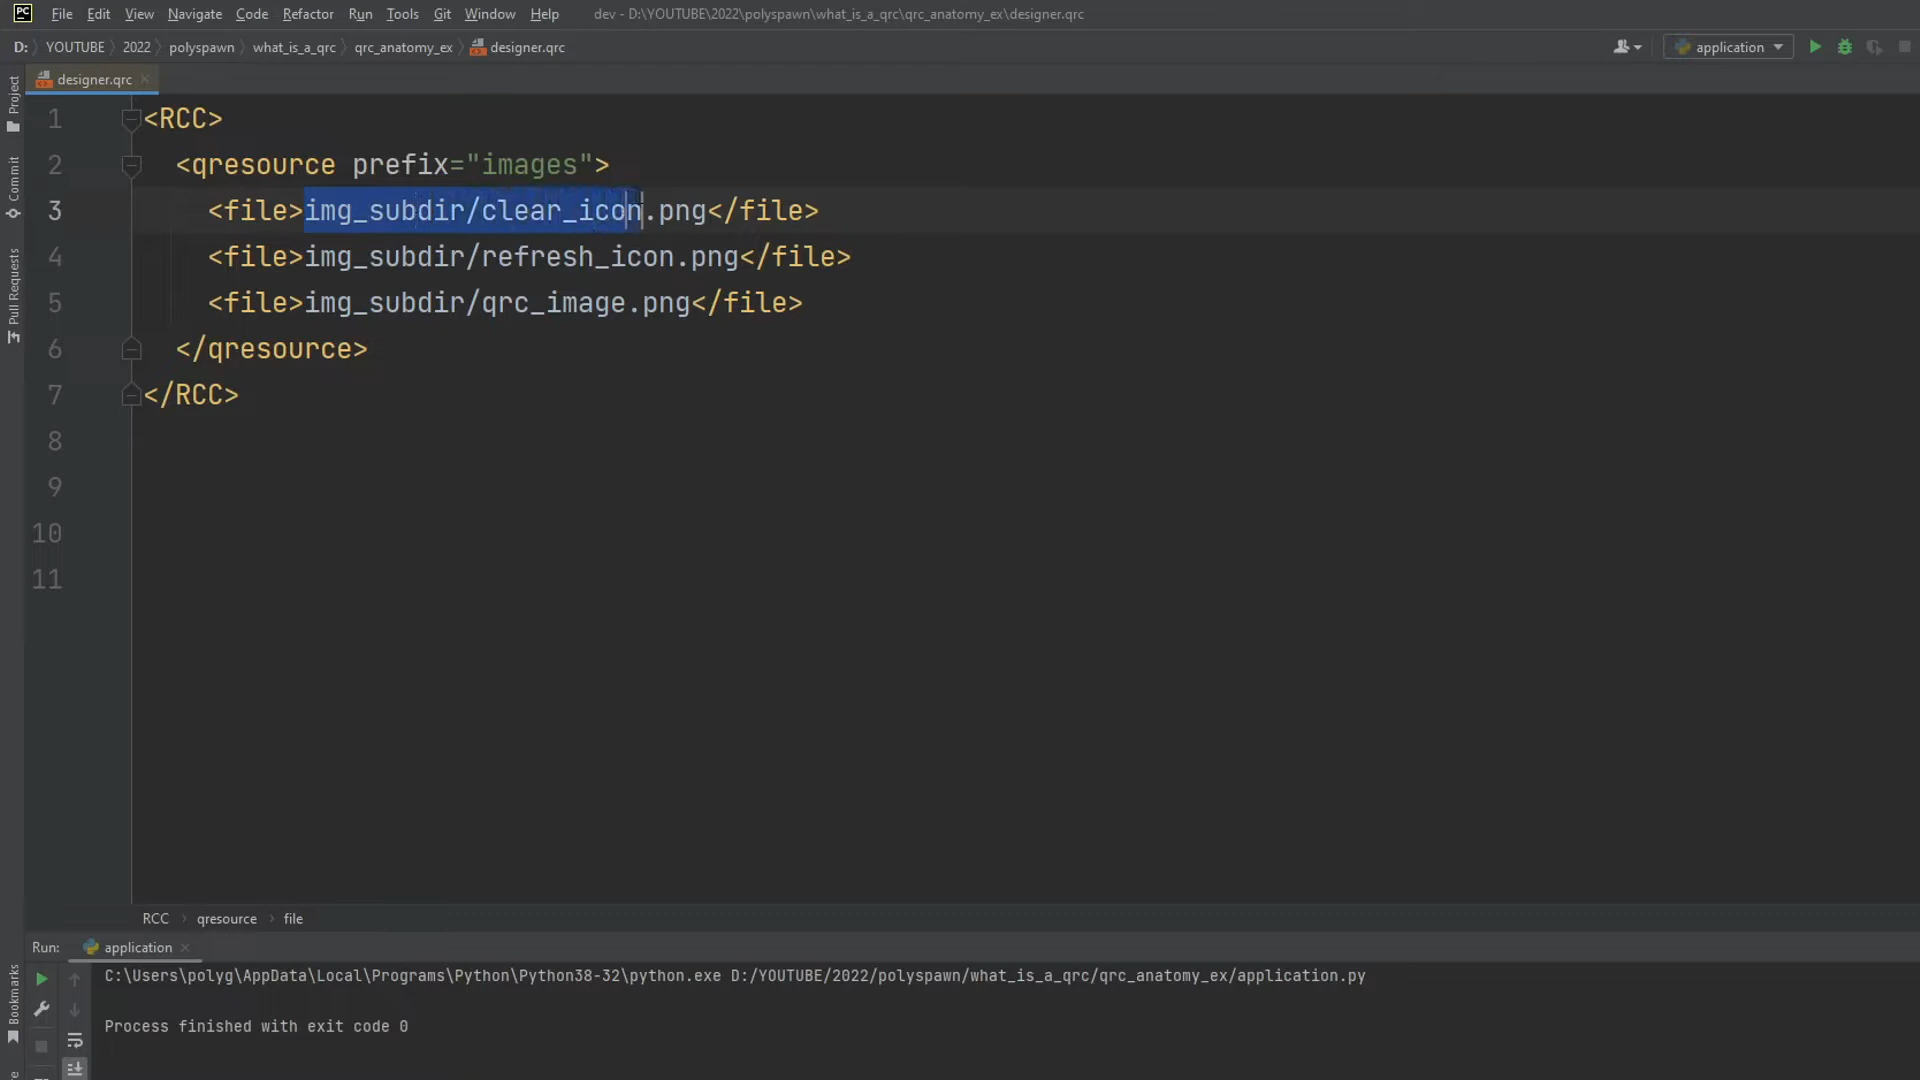 PC File Edit View Navigate Code Refactor Run Tools Git Window Help dev - D:\YOUTUBE\2022\polyspawn\what_is_a_qrc\qrc_anatomy_ex\designer.qrc
D: YOUTUBE 2022 polyspawn what_is_a_qrc qrc_anatomy_ex designer.qrc application
designer.qrc
Project
Commit
Pull Requests
1 <RCC>
2 <qresource prefix="images">
3 <file>img_subdir/clear_icon.png</file>
4 <file>img_subdir/refresh_icon.png</file>
5 <file>img_subdir/qrc_image.png</file>
6 </qresource>
7 </RCC>
8
9
10
11
RCC qresource file
Run: application
Bookmarks
C:\Users\polyg\AppData\Local\Programs\Python\Python38-32\python.exe D:/YOUTUBE/2022/polyspawn/what_is_a_qrc/qrc_anatomy_ex/application.py
Process finished with exit code 0